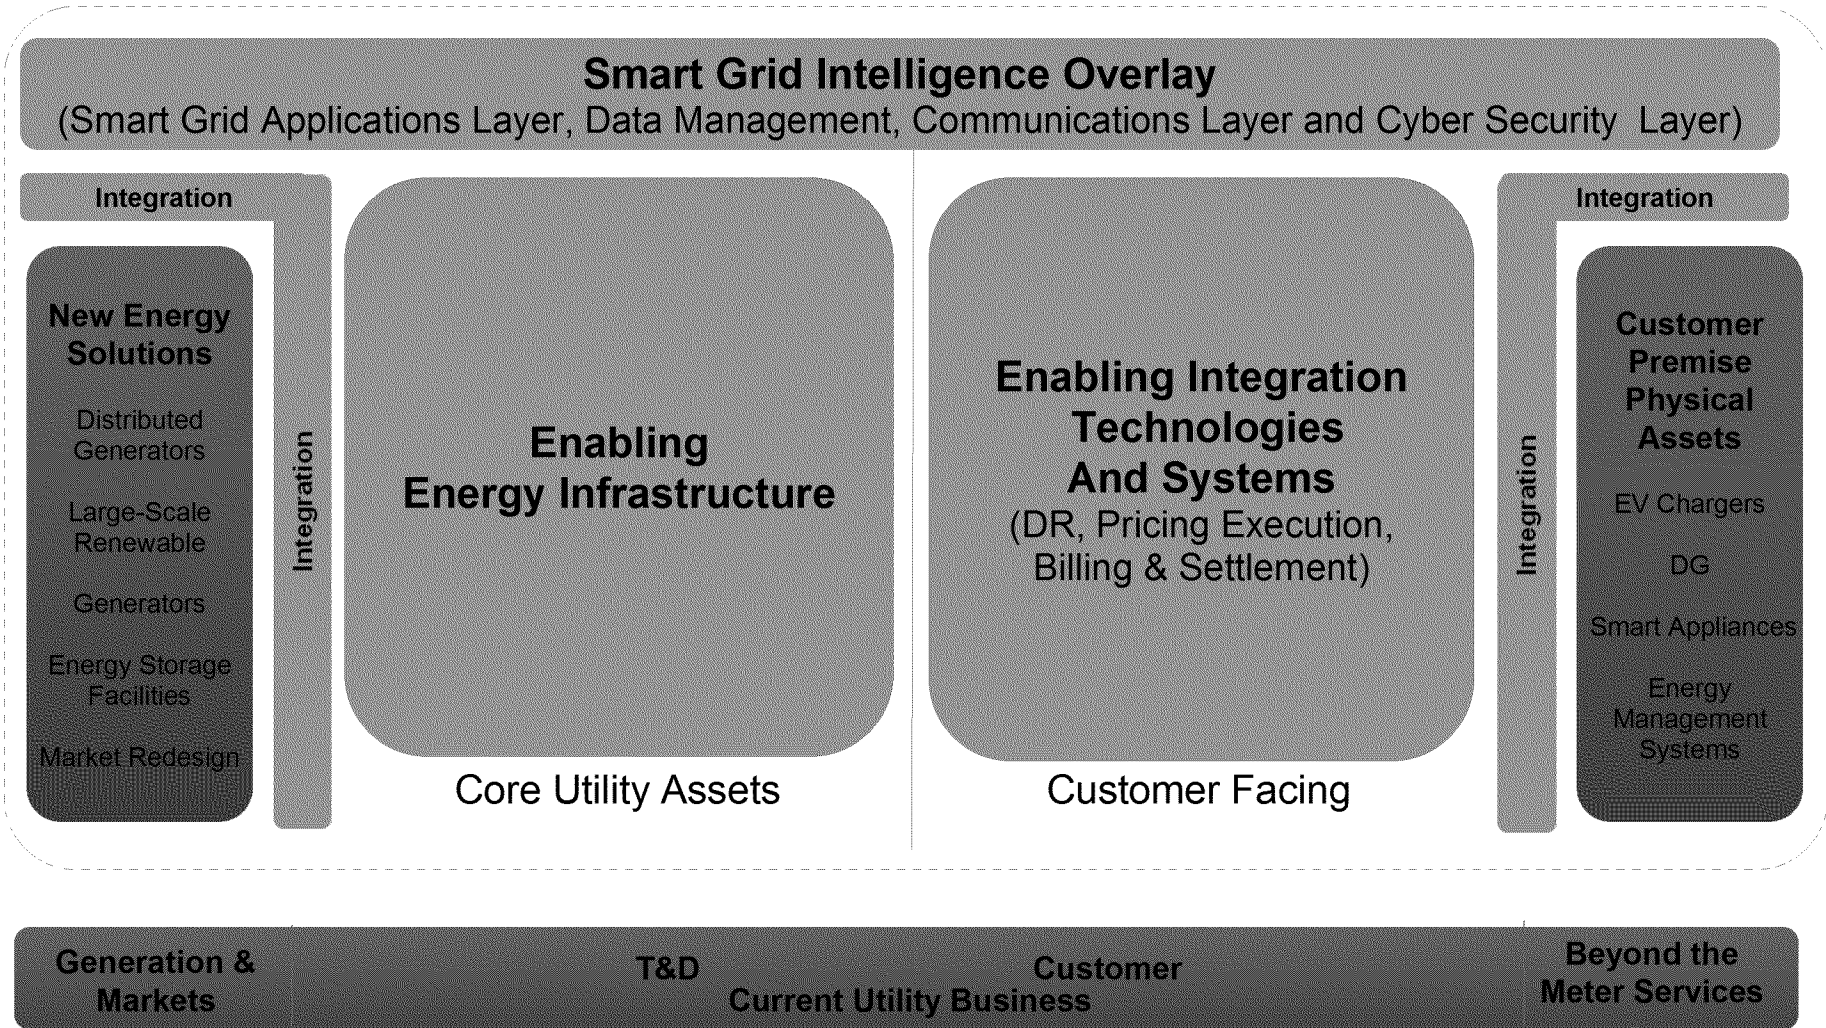 Smart Grid Intelligence Overlay
(Smart Grid Applications Layer, Data Management, Communications Layer and Cyber Security Layer)
Integration
Integration
New Energy
Solutions
Distributed
Generators
Large-Scale
Renewable
Generators
Energy Storage
Facilities
Market Redesign
Integration
Enabling
Energy Infrastructure
Core Utility Assets
Enabling Integration
Technologies
And Systems
(DR, Pricing Execution,
Billing & Settlement)
Customer Facing
Integration
Customer
Premise
Physical
Assets
EV Chargers
DG
Smart Appliances
Energy
Management
Systems
Generation &
Markets
T&D
Customer
Current Utility Business
Beyond the
Meter Services